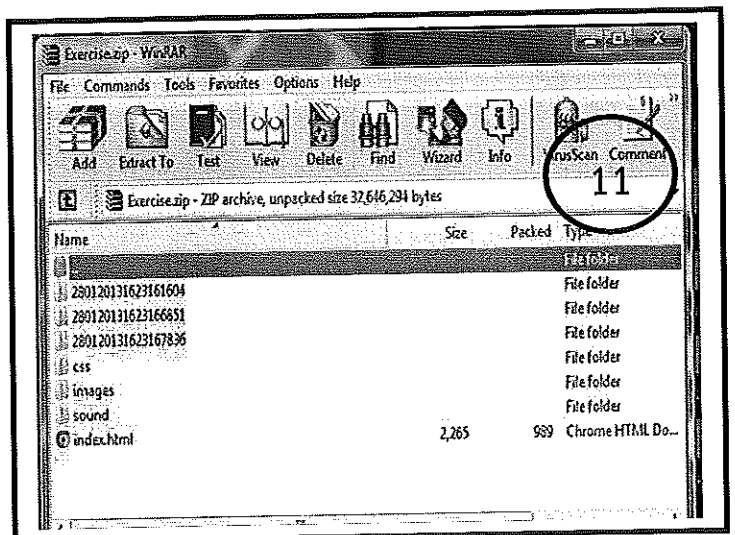 Exercise.zip - WinRAR
File Commands Tools Favorites Options Help
Add Extract To Test View Delete Find Wizard Info VirusScan Comment
11
Exercise.zip - ZIP archive, unpacked size 32,646,294 bytes
Name Size Packed Type
.. File folder
280120131623161604 File folder
280120131623166851 File folder
280120131623167836 File folder
css File folder
images File folder
sound File folder
index.html 2,265 989 Chrome HTML Do...